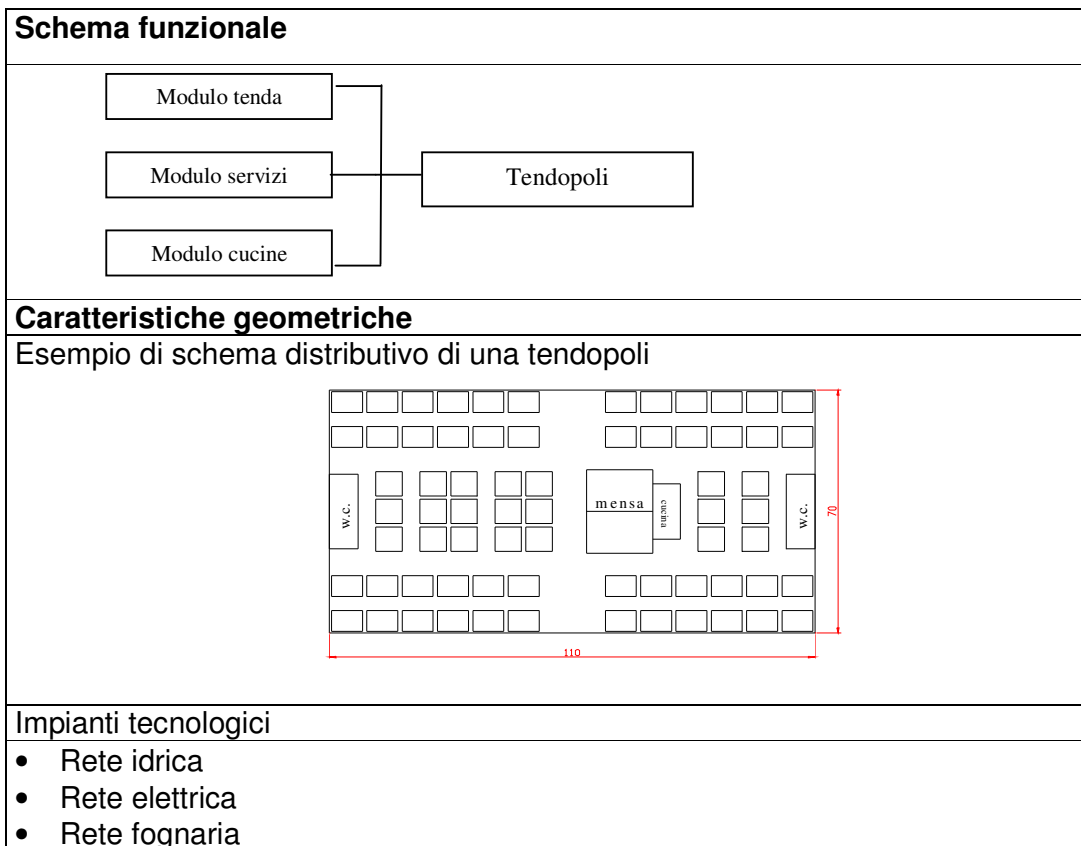 Schema funzionale
Modulo tenda
Modulo servizi
Tendopoli
Modulo cucine
Caratteristiche geometriche
Esempio di schema distributivo di una tendopoli
w.c.
mensa
cucina
w.c.
70
110
Impianti tecnologici
• Rete idrica
• Rete elettrica
• Rete fognaria